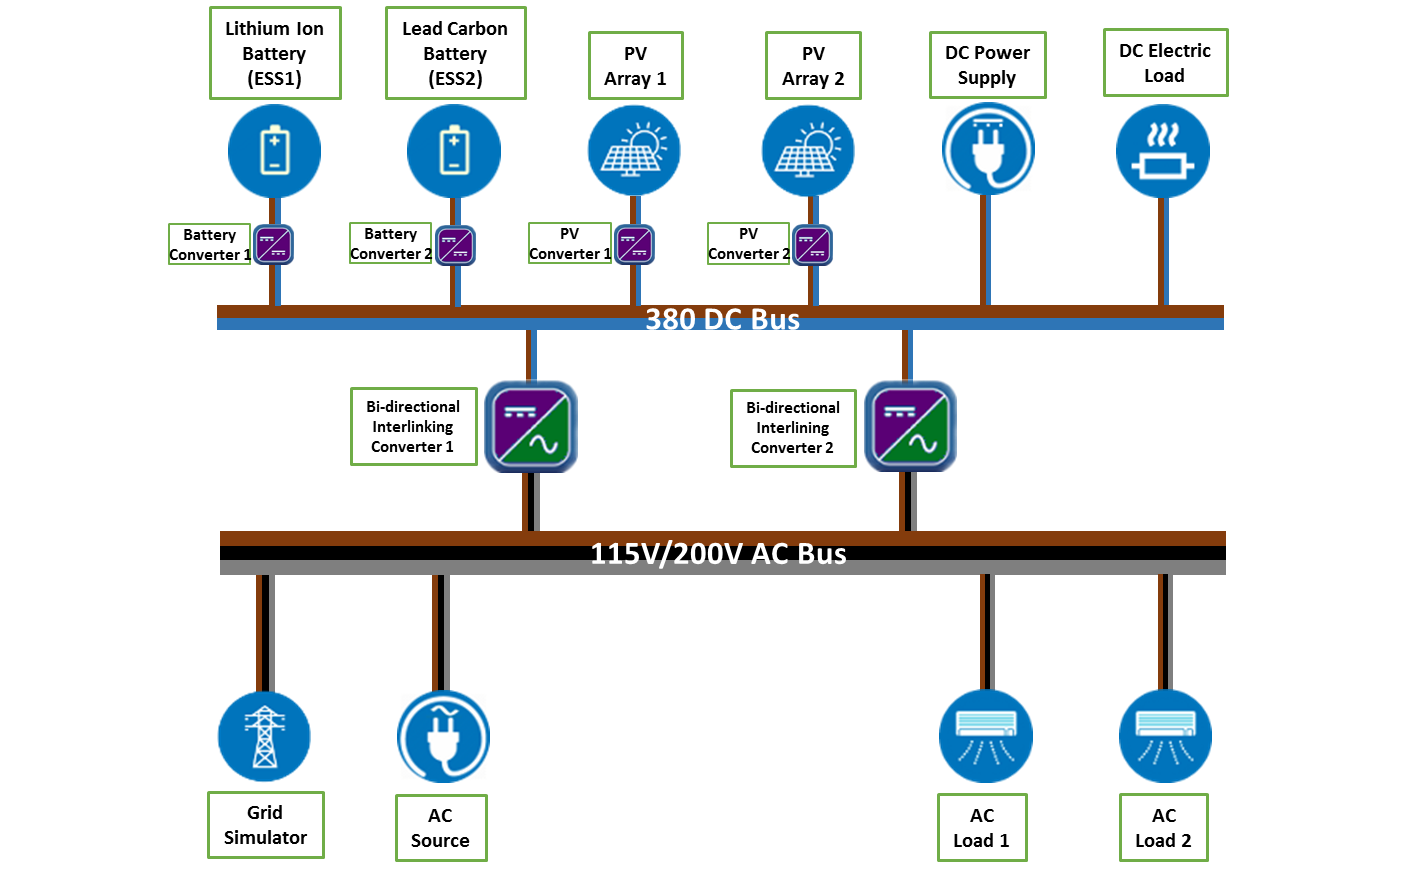 Lithium Ion
Battery
(ESS1)
Lead Carbon
Battery
(ESS2)
PV
Array 1
PV
Array 2
DC Power
Supply
DC Electric
Load
Battery
Converter 1
Battery
Converter 2
PV
Converter 1
PV
Converter 2
380 DC Bus
Bi-directional
Interlinking
Converter 1
Bi-directional
Interlining
Converter 2
115V/200V AC Bus
Grid
Simulator
AC
Source
AC
Load 1
AC
Load 2